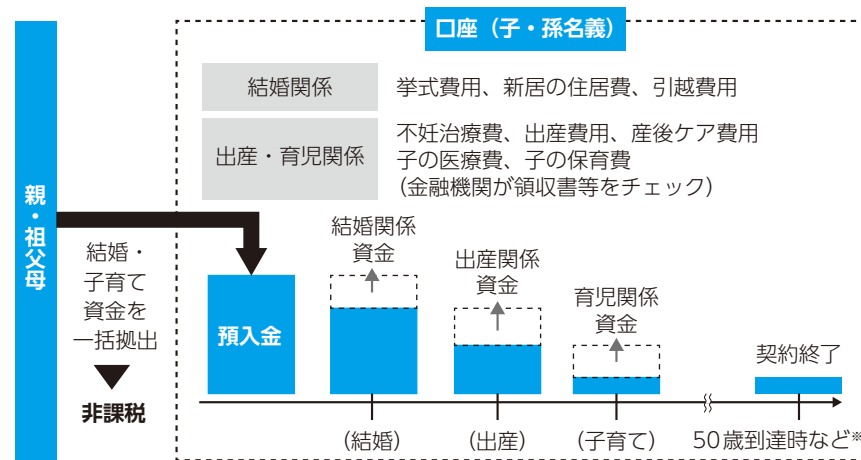 口座（子・孫名義）
結婚関係
挙式費用、新居の住居費、引越費用
出産・育児関係
不妊治療費、出産費用、産後ケア費用
子の医療費、子の保育費
（金融機関が領収書等をチェック）
親・祖父母
結婚・
子育て
資金を
一括拠出
非課税
預入金
結婚関係
資金
出産関係
資金
育児関係
資金
契約終了
（結婚）
（出産）
（子育て）
50歳到達時など※